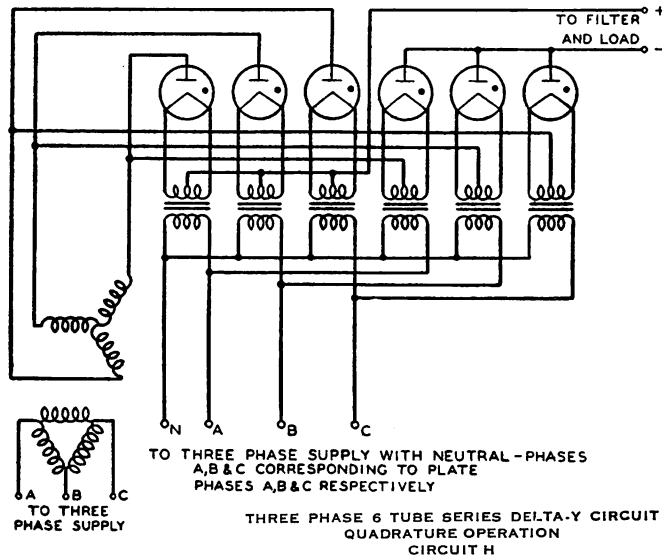 +
TO FILTER
AND LOAD
–
N A B C
TO THREE PHASE SUPPLY WITH NEUTRAL-PHASES
A,B & C CORRESPONDING TO PLATE
PHASES A,B & C RESPECTIVELY
A B C
TO THREE
PHASE SUPPLY
THREE PHASE 6 TUBE SERIES DELTA-Y CIRCUIT
QUADRATURE OPERATION
CIRCUIT H